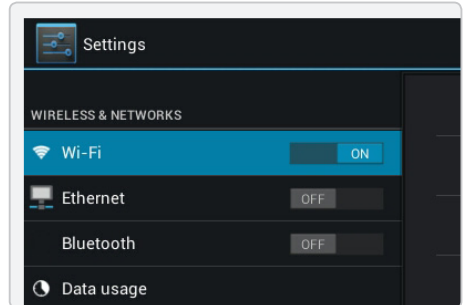 Settings
WIRELESS & NETWORKS
Wi-Fi ON
Ethernet OFF
Bluetooth OFF
Data usage